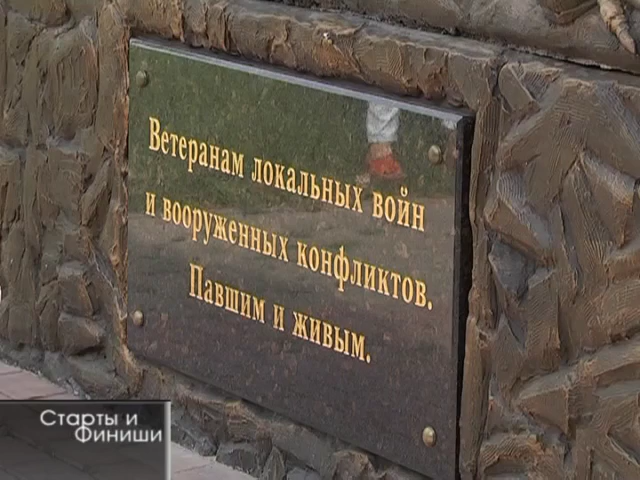 Ветеранам локальных войн
и вооруженных конфликтов.
Павшим и живым.
Старты и
Финиши